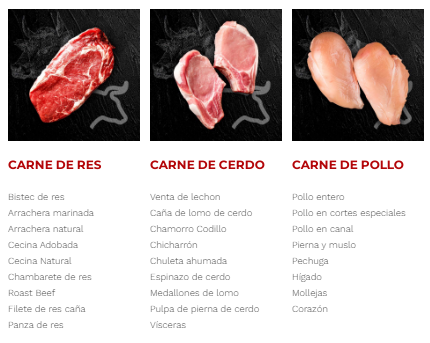 CARNE DE RES
Bistec de res
Arrachera marinada
Arrachera natural
Cecina Adobada
Cecina Natural
Chambarete de res
Roast Beef
Filete de res caña
Panza de res
CARNE DE CERDO
Venta de lechon
Caña de lomo de cerdo
Chamorro Codillo
Chicharrón
Chuleta ahumada
Espinazo de cerdo
Medallones de lomo
Pulpa de pierna de cerdo
Vísceras
CARNE DE POLLO
Pollo entero
Pollo en cortes especiales
Pollo en canal
Pierna y muslo
Pechuga
Hígado
Mollejas
Corazón